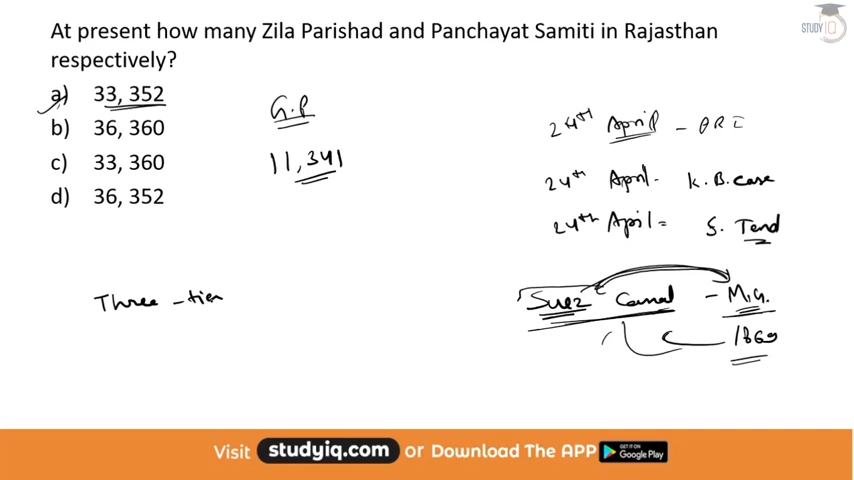 STUDY IQ
At present how many Zila Parishad and Panchayat Samiti in Rajasthan
respectively?
a) 33, 352
b) 36, 360
c) 33, 360
d) 36, 352
G.P
11,341
24th April - PRI
24th April - K.B. case
24th April = S. Tend
Suez Canal - M.G.
1869
Three-tier
Visit studyiq.com or Download The APP GET IT ON Google Play